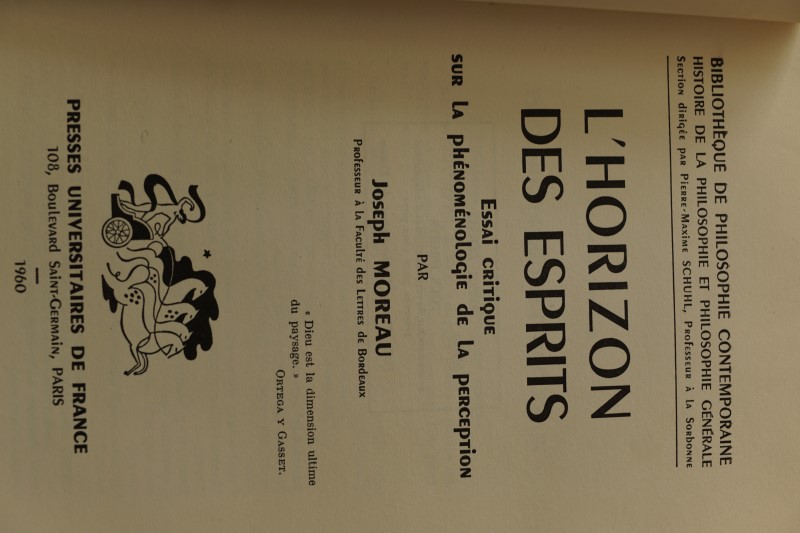 BIBLIOTHÈQUE DE PHILOSOPHIE CONTEMPORAINE
HISTOIRE DE LA PHILOSOPHIE ET PHILOSOPHIE GÉNÉRALE
Section dirigée par Pierre-Maxime SCHUHL, Professeur à la Sorbonne
L'HORIZON
DES ESPRITS
Essai critique
sur la phénoménologie de la perception
PAR
Joseph MOREAU
Professeur à la Faculté des Lettres de Bordeaux
« Dieu est la dimension ultime
du paysage. »
Ortega y Gasset.
PRESSES UNIVERSITAIRES DE FRANCE
108, Boulevard Saint-Germain, PARIS
1960